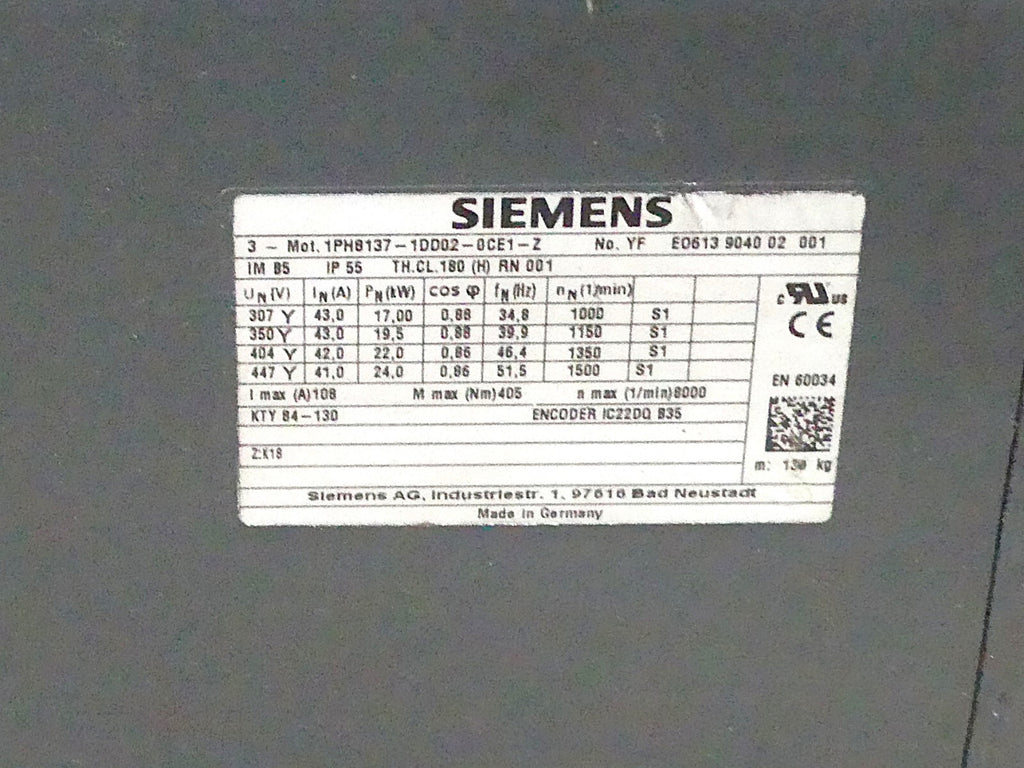 SIEMENS
3 ~ Mot. 1PH8137-1DD02-0CE1-Z No. YF E0613 9040 02 001
IM B5 IP 55 TH.CL.180 (H) RN 001
UN (V) IN (A) PN (kW) cos φ fN (Hz) nN (1/min)
307 Y 43,0 17,00 0,88 34,8 1000 S1
350 Y 43,0 19,5 0,88 39,9 1150 S1
404 Y 42,0 22,0 0,86 46,4 1350 S1
447 Y 41,0 24,0 0,86 51,5 1500 S1
c RU us
CE
EN 60034
I max (A)108 M max (Nm)405 n max (1/min)8000
KTY 84-130 ENCODER IC22DQ B35
Z:K18
m: kg
Siemens AG, Industriestr. 1, 97616 Bad Neustadt
Made in Germany